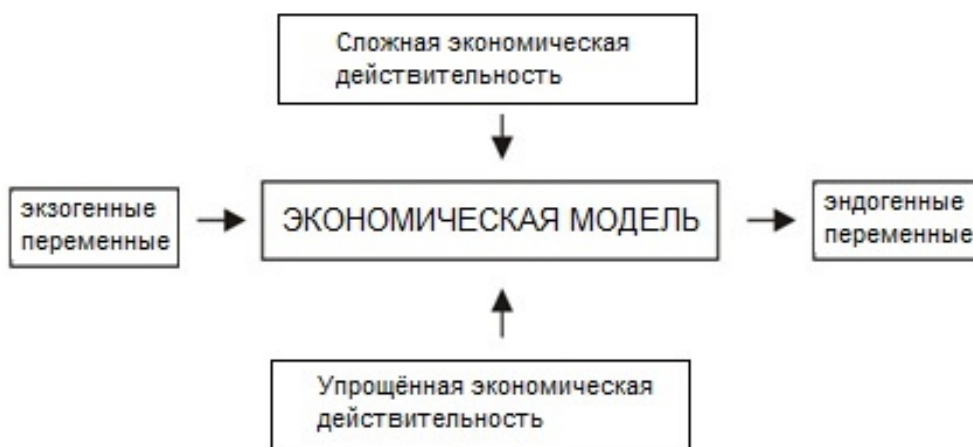 Сложная экономическая
действительность
экзогенные
переменные
ЭКОНОМИЧЕСКАЯ МОДЕЛЬ
эндогенные
переменные
Упрощённая экономическая
действительность